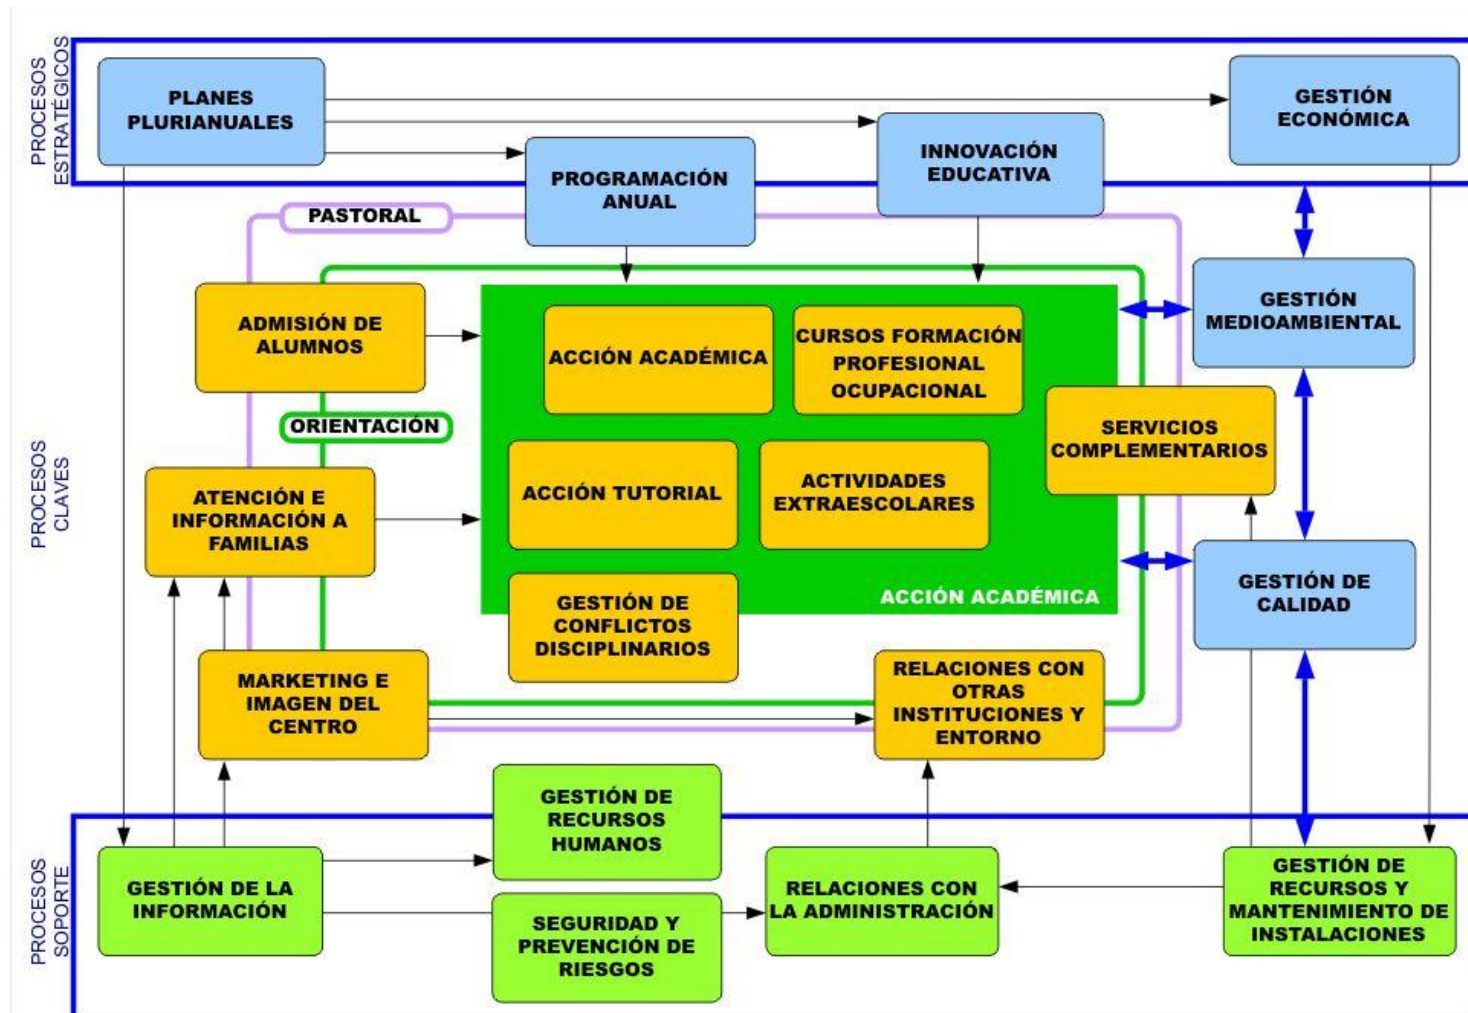 PROCESOS
ESTRATÉGICOS
PLANES
PLURIANUALES
GESTIÓN
ECONÓMICA
INNOVACIÓN
EDUCATIVA
PROGRAMACIÓN
ANUAL
PASTORAL
PROCESOS
CLAVES
ADMISIÓN DE
ALUMNOS
ACCIÓN ACADÉMICA
CURSOS FORMACIÓN
PROFESIONAL
OCUPACIONAL
GESTIÓN
MEDIOAMBIENTAL
ORIENTACIÓN
SERVICIOS
COMPLEMENTARIOS
ATENCIÓN E
INFORMACIÓN A
FAMILIAS
ACCIÓN TUTORIAL
ACTIVIDADES
EXTRAESCOLARES
GESTIÓN DE
CALIDAD
ACCIÓN ACADÉMICA
GESTIÓN DE
CONFLICTOS
DISCIPLINARIOS
MARKETING E
IMAGEN DEL
CENTRO
RELACIONES CON
OTRAS
INSTITUCIONES Y
ENTORNO
PROCESOS
SOPORTE
GESTIÓN DE
RECURSOS
HUMANOS
GESTIÓN DE LA
INFORMACIÓN
SEGURIDAD Y
PREVENCIÓN DE
RIESGOS
RELACIONES CON
LA ADMINISTRACIÓN
GESTIÓN DE
RECURSOS Y
MANTENIMIENTO DE
INSTALACIONES